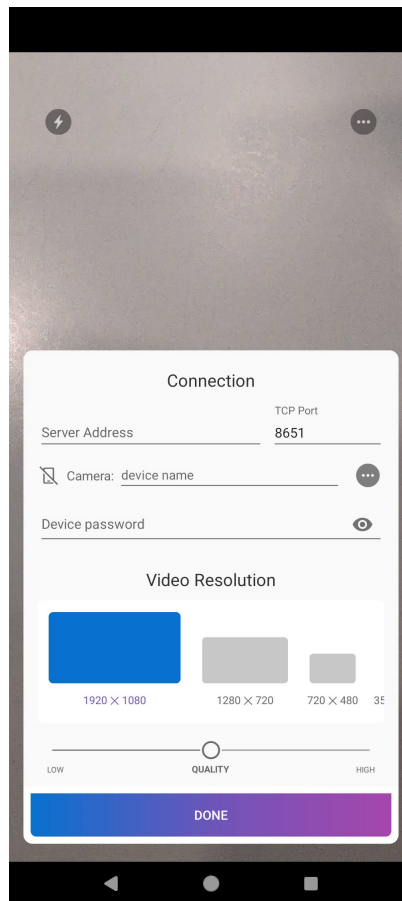 Connection
TCP Port
Server Address
8651
Camera: device name
Device password
Video Resolution
1920 × 1080
1280 × 720
720 × 480
35
LOW
QUALITY
HIGH
DONE